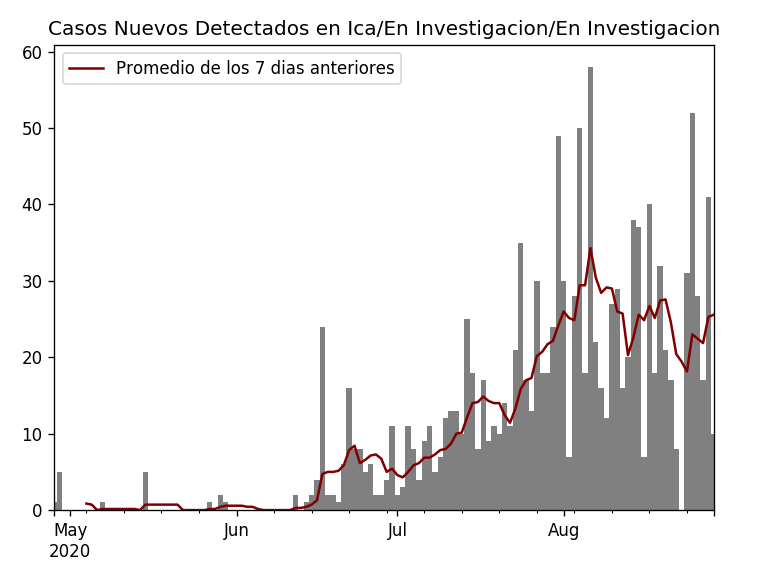 Casos Nuevos Detectados en Ica/En Investigacion/En Investigacion
Promedio de los 7 dias anteriores
60
50
40
30
20
10
0
May Jun Jul Aug
2020